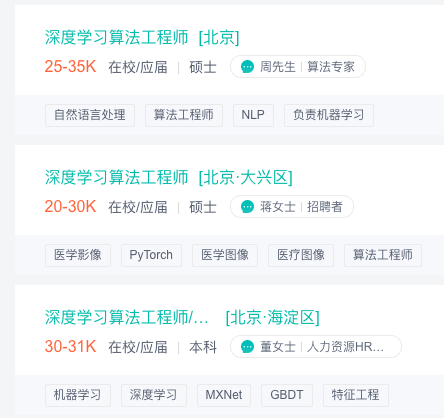 深度学习算法工程师 [北京]
25-35K 在校/应届 | 硕士 周先生 | 算法专家
自然语言处理 算法工程师 NLP 负责机器学习
深度学习算法工程师 [北京·大兴区]
20-30K 在校/应届 | 硕士 蒋女士 | 招聘者
医学影像 PyTorch 医学图像 医疗图像 算法工程师
深度学习算法工程师/... [北京·海淀区]
30-31K 在校/应届 | 本科 董女士 | 人力资源HR...
机器学习 深度学习 MXNet GBDT 特征工程